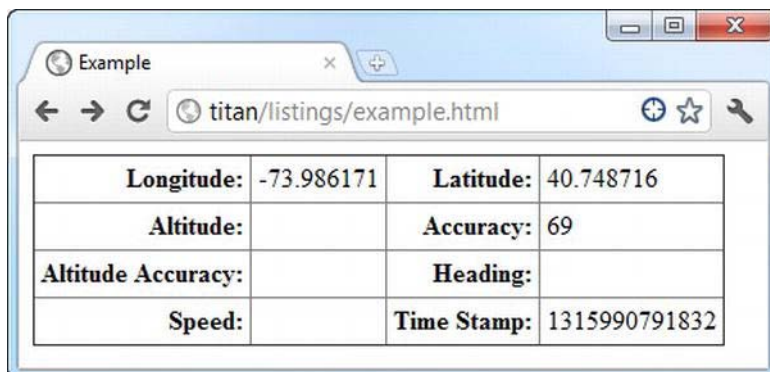 Example
titan/listings/example.html
Longitude: -73.986171 Latitude: 40.748716
Altitude: Accuracy: 69
Altitude Accuracy: Heading:
Speed: Time Stamp: 1315990791832